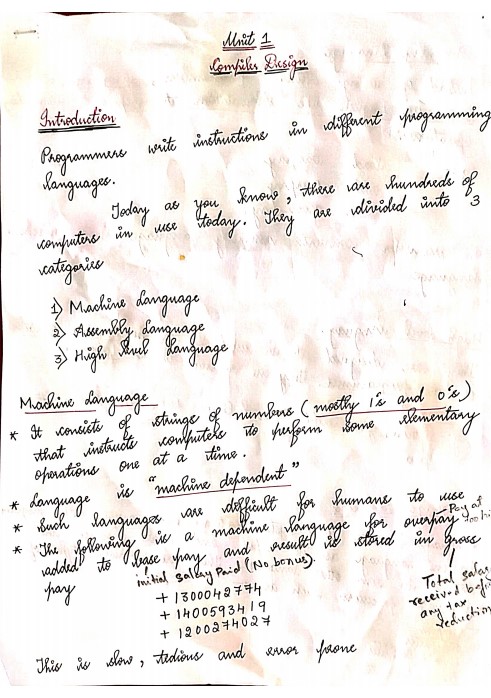 Unit 1
Compiler Design
Introduction
Programmers write instructions in different programming
languages.
Today as you know, there are hundreds of
computers in use today. They are divided into 3
categories
1) Machine Language
2) Assembly Language
3) High level Language
Machine Language
* It consists of strings of numbers (mostly 1's and 0's)
that instructs computers to perform some elementary
operations one at a time.
* Language is "machine dependent"
* Such languages are difficult for humans to use
* The following is a machine language for overpay
Pay at
added to base pay and result is stored in gross
pay
initial Salary Paid (No bonus).
+ 1300042774
+ 1400593419
+ 1200274027
Total
received
any tax
reduction
This is slow, tedious and error prone